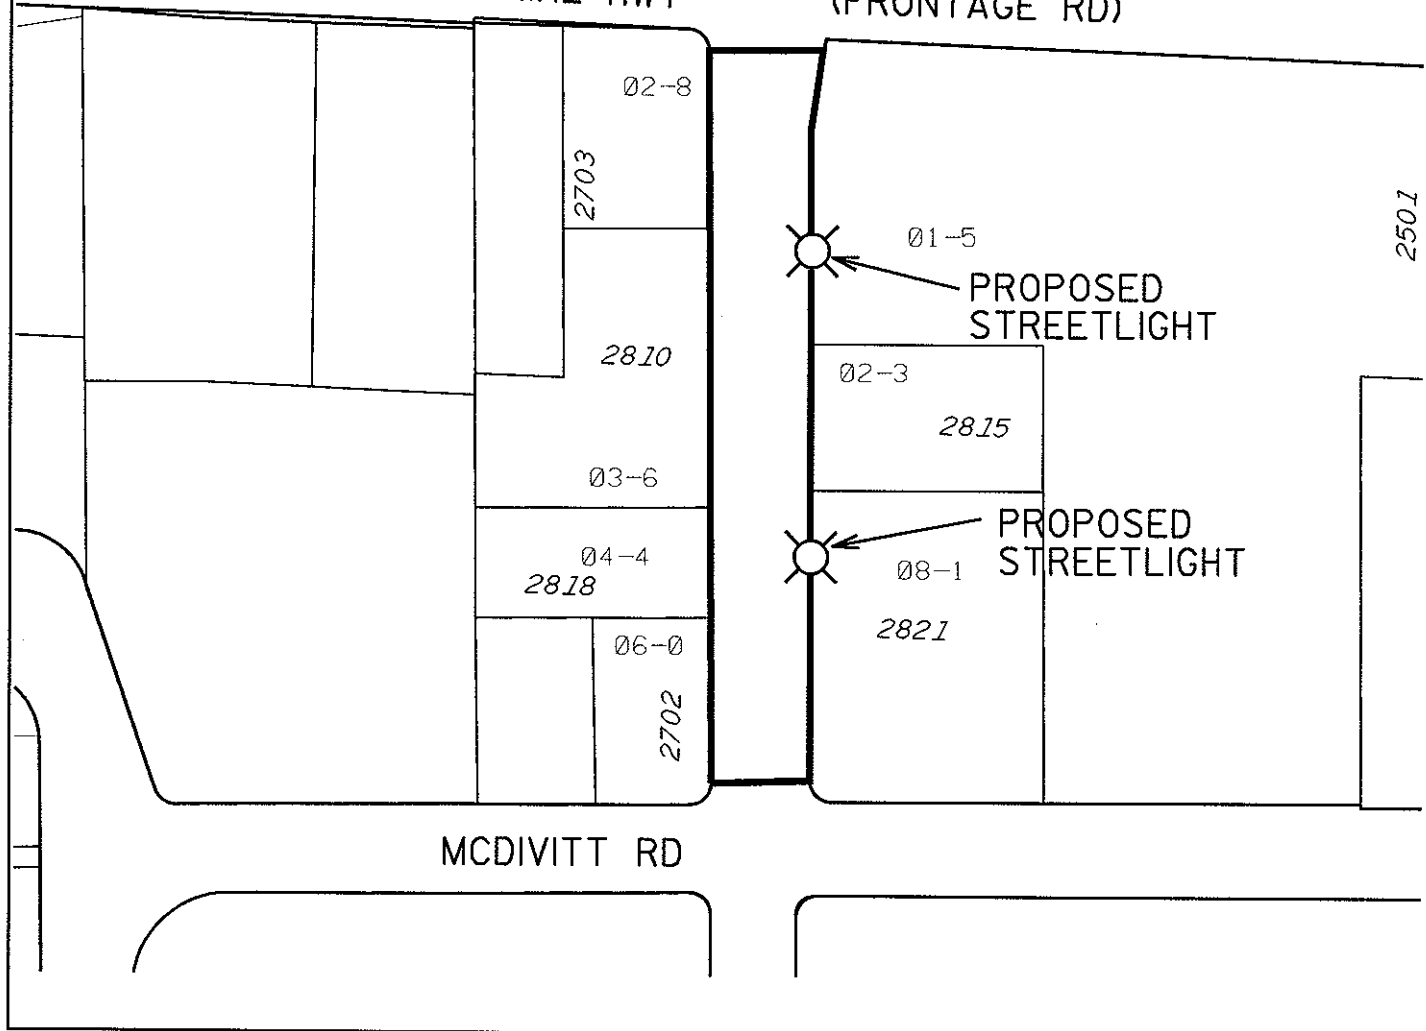 HWY (FRONTAGE RD)
02-8
2703
01-5
2501
PROPOSED
STREETLIGHT
2810
02-3
2815
03-6
PROPOSED
STREETLIGHT
04-4
2818
08-1
2821
06-0
2702
MCDIVITT RD